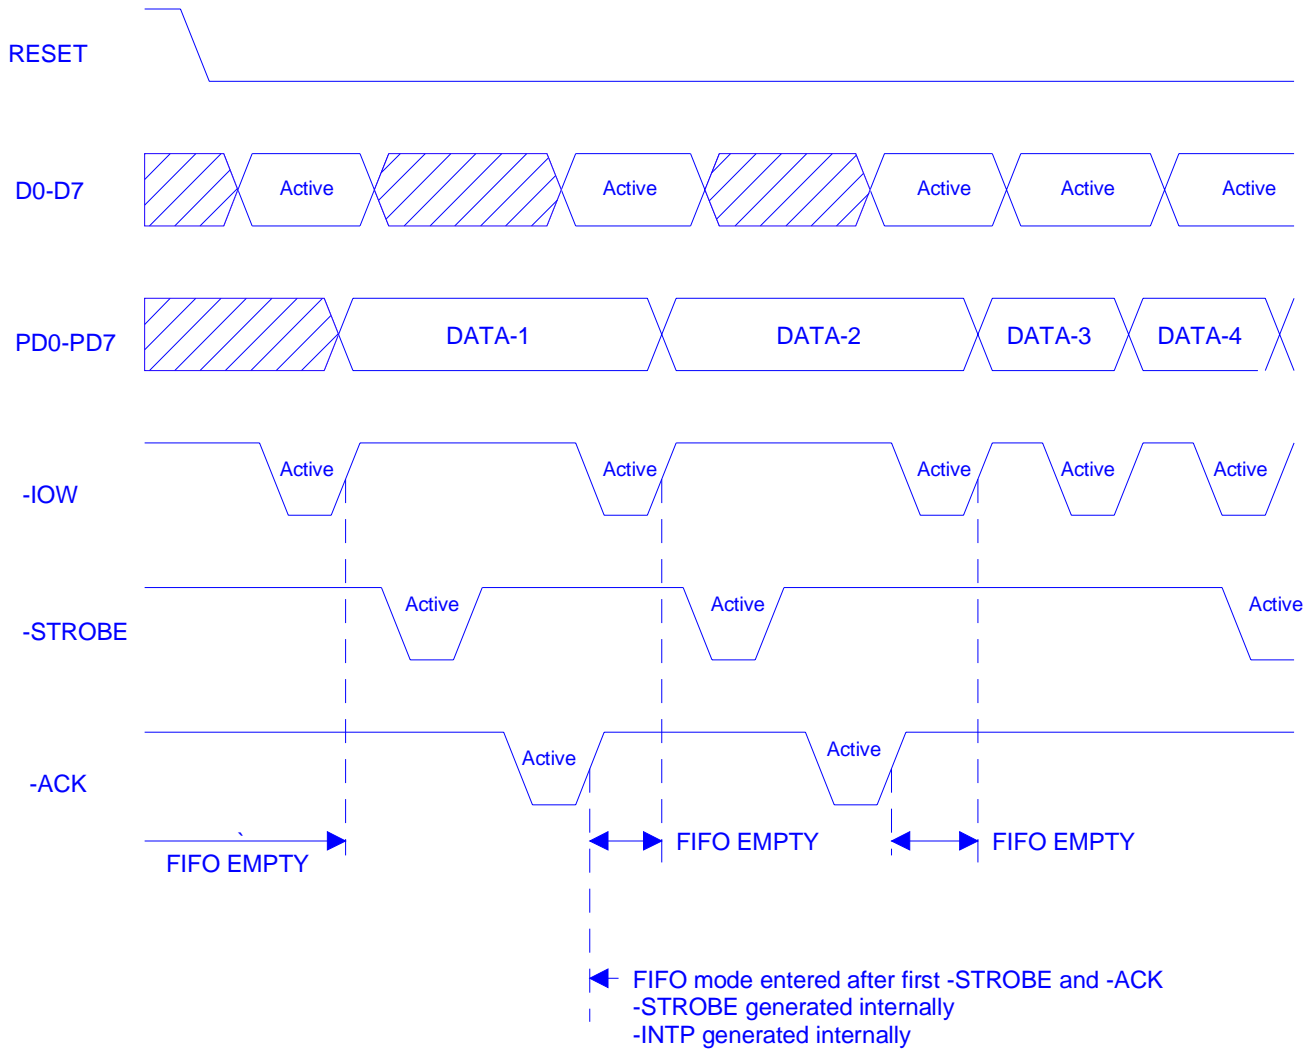 RESET
D0-D7
Active
Active
Active
Active
Active
PD0-PD7
DATA-1
DATA-2
DATA-3
DATA-4
-IOW
Active
Active
Active
Active
Active
-STROBE
Active
Active
Active
-ACK
Active
Active
`
FIFO EMPTY
FIFO EMPTY
FIFO EMPTY
FIFO mode entered after first -STROBE and -ACK
-STROBE generated internally
-INTP generated internally